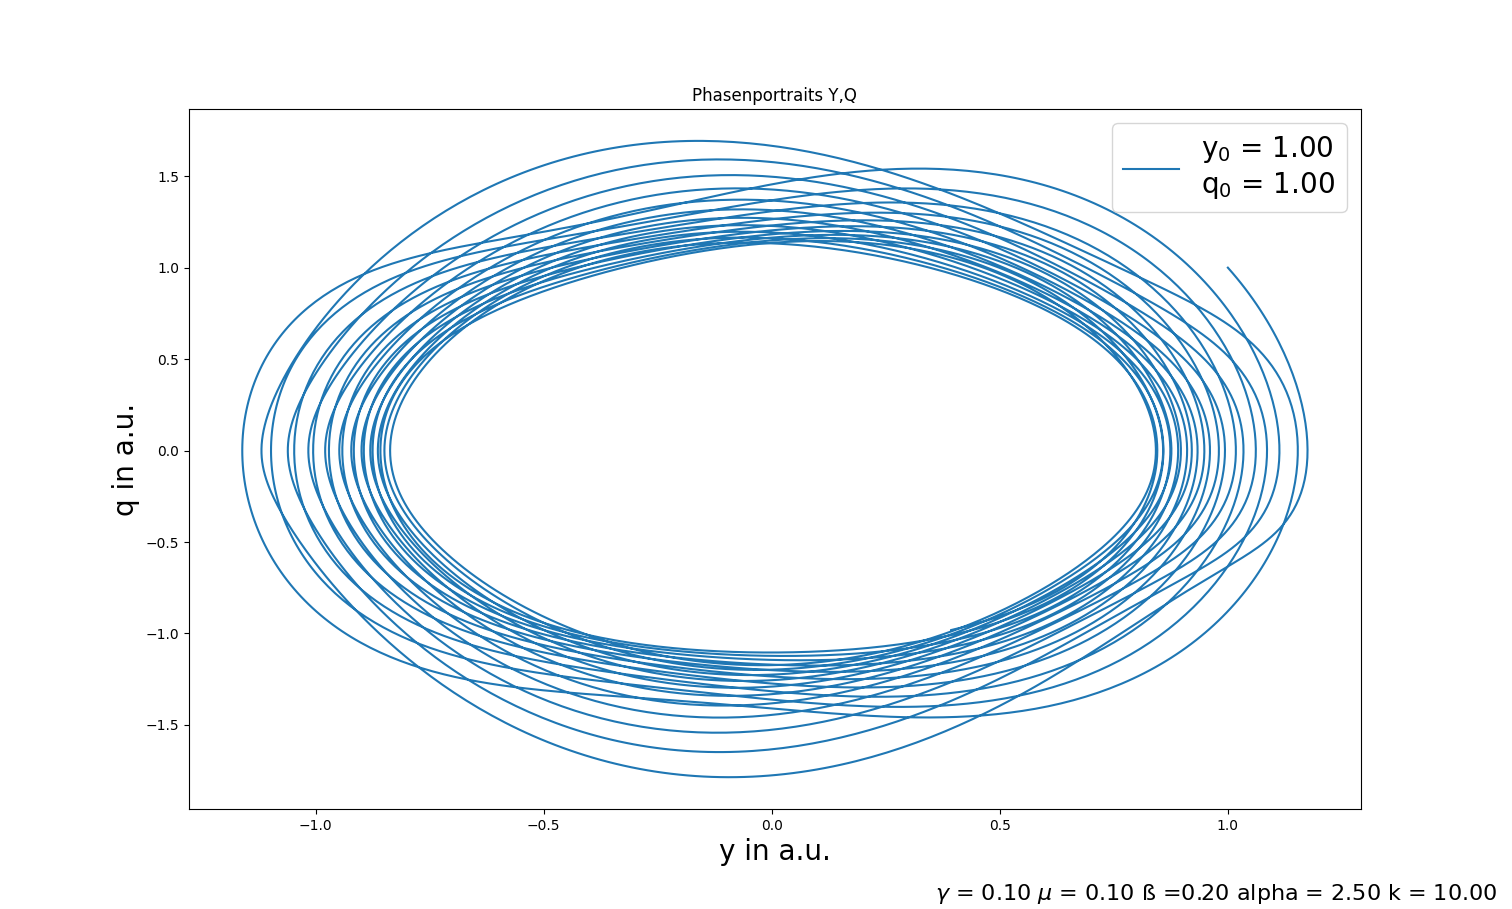 Phasenportraits Y,Q
y₀ = 1.00
q₀ = 1.00
q in a.u.
1.5
1.0
0.5
0.0
−0.5
−1.0
−1.5
−1.0
−0.5
0.0
0.5
1.0
y in a.u.
γ = 0.10 μ = 0.10 ß =0.20 alpha = 2.50 k = 10.00